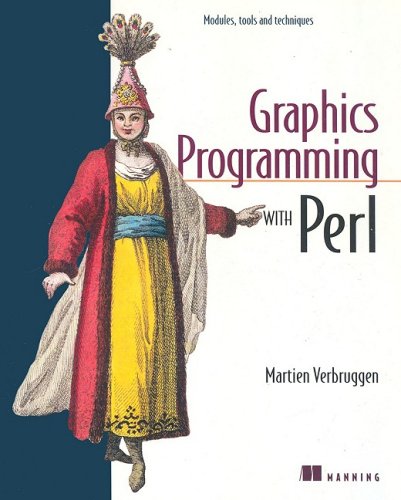 Modules, tools and techniques
Graphics
Programming
WITH Perl
Martien Verbruggen
MANNING